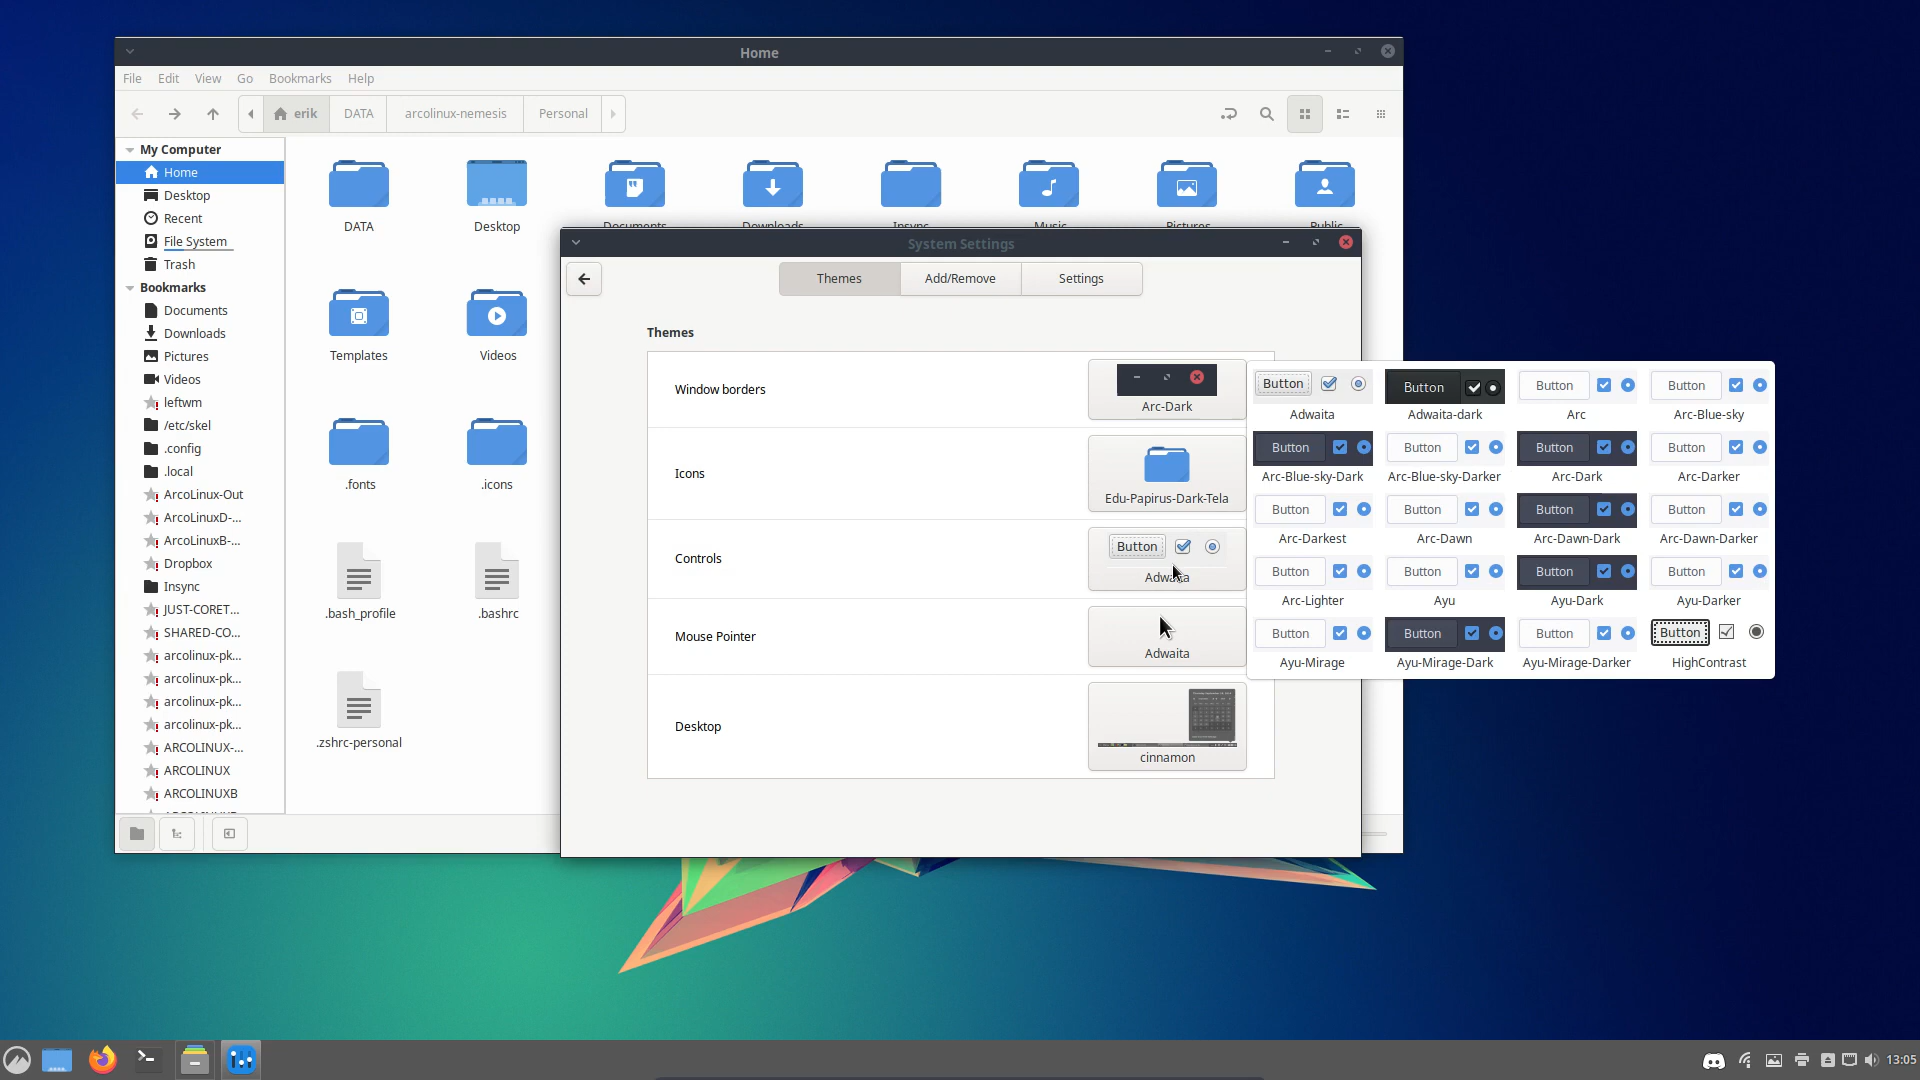 Home
File Edit View Go Bookmarks Help
erik DATA arcolinux-nemesis Personal
My Computer
Home
Desktop
Recent
File System
Trash
Bookmarks
Documents
Downloads
Pictures
Videos
leftwm
/etc/skel
.config
.local
ArcoLinux-Out
ArcoLinuxD-...
ArcoLinuxB-...
Dropbox
Insync
JUST-CORET...
SHARED-CO...
arcolinux-pk...
arcolinux-pk...
arcolinux-pk...
arcolinux-pk...
ARCOLINUX-...
ARCOLINUX
ARCOLINUXB
DATA Desktop Documents Downloads Insync Music Pictures Public
Templates Videos
.fonts .icons
.bash_profile .bashrc
.zshrc-personal
System Settings
Themes Add/Remove Settings
Themes
Window borders
Arc-Dark
Icons
Edu-Papirus-Dark-Tela
Controls
Button
Adwaita
Mouse Pointer
Adwaita
Desktop
cinnamon
Button Button Button Button
Adwaita Adwaita-dark Arc Arc-Blue-sky
Button Button Button Button
Arc-Blue-sky-Dark Arc-Blue-sky-Darker Arc-Dark Arc-Darker
Button Button Button Button
Arc-Darkest Arc-Dawn Arc-Dawn-Dark Arc-Dawn-Darker
Button Button Button Button
Arc-Lighter Ayu Ayu-Dark Ayu-Darker
Button Button Button Button
Ayu-Mirage Ayu-Mirage-Dark Ayu-Mirage-Darker HighContrast
13:05